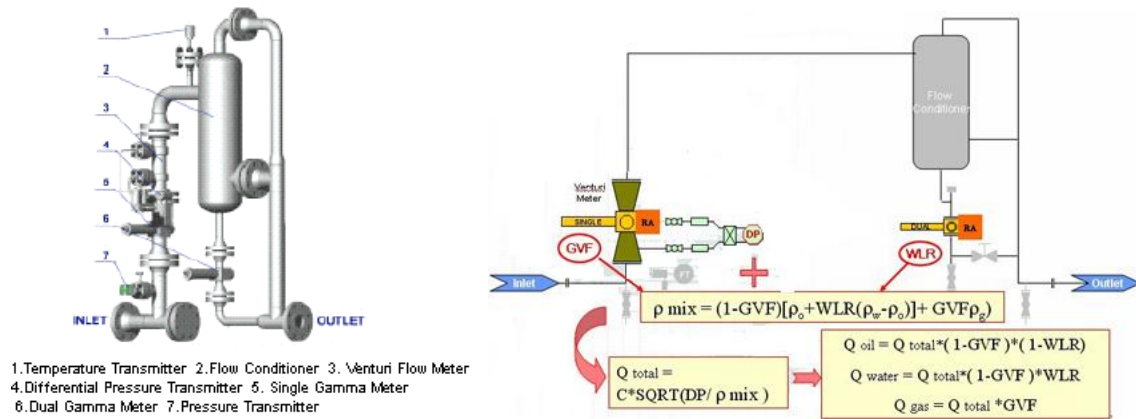 1
2
3
4
5
6
7
INLET
OUTLET
1.Temperature Transmitter 2.Flow Conditioner 3. Venturi Flow Meter
4.Differential Pressure Transmitter 5. Single Gamma Meter
6.Dual Gamma Meter 7.Pressure Transmitter
Flow
Conditioner
Venturi
Meter
SINGLE
RA
DP
GVF
PT
DUAL
RA
WLR
Inlet
Outlet
ρ mix = (1-GVF)[ρo+WLR(ρw-ρo)]+ GVFρg)
Q total =
C*SQRT(DP/ ρ mix )
Q oil = Q total*( 1-GVF )*(1-WLR)
Q water = Q total*( 1-GVF )*WLR
Q gas = Q total *GVF